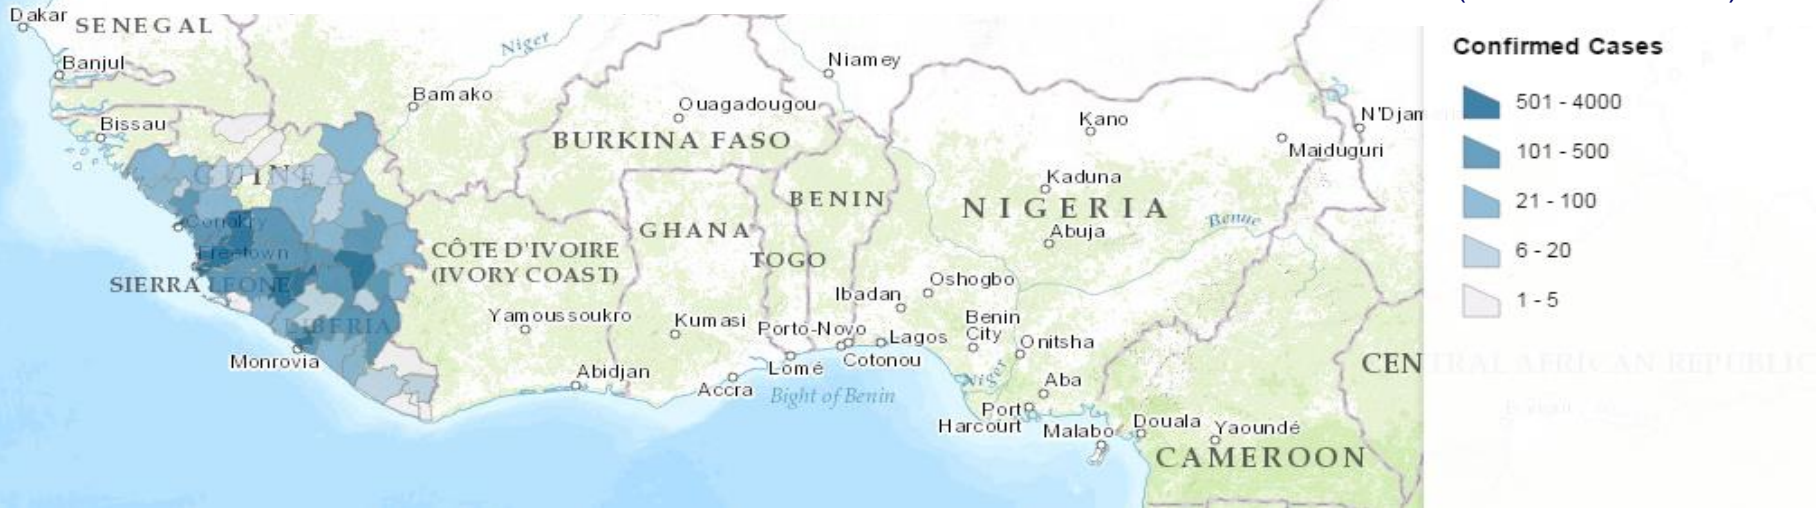 Dakar
SENEGAL
Banjul
Bissau
Bamako
Niger
Niamey
Ouagadougou
BURKINA FASO
Kano
N'Djam
Maiduguri
Kaduna
NIGERIA
Abuja
Benue
BENIN
GHANA
TOGO
GUINEA
Conakry
Freetown
SIERRA LEONE
LIBERIA
Monrovia
CÔTE D'IVOIRE
(IVORY COAST)
Yamoussoukro
Abidjan
Kumasi
Accra
Lomé
Porto-Novo
Cotonou
Bight of Benin
Ibadan
Oshogbo
Lagos
Benin
City
Onitsha
Niger
Aba
Port
Harcourt
Malabo
Douala
Yaoundé
CAMEROON
CENTRAL AFRICAN REPUBLIC
Confirmed Cases
501 - 4000
101 - 500
21 - 100
6 - 20
1 - 5